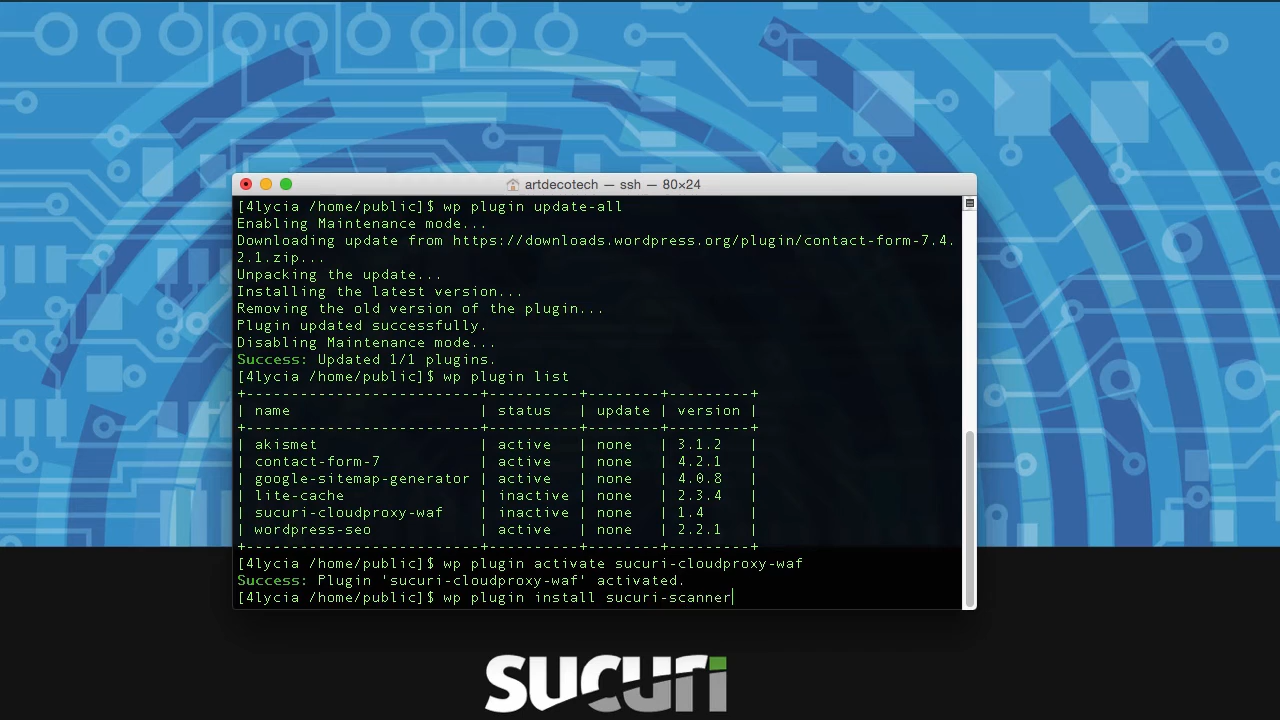 artdecotech — ssh — 80×24
[4lycia /home/public]$ wp plugin update-all
Enabling Maintenance mode...
Downloading update from https://downloads.wordpress.org/plugin/contact-form-7.4.
2.1.zip...
Unpacking the update...
Installing the latest version...
Removing the old version of the plugin...
Plugin updated successfully.
Disabling Maintenance mode...
Success: Updated 1/1 plugins.
[4lycia /home/public]$ wp plugin list
+--------------------------+----------+--------+---------+
| name                     | status   | update | version |
+--------------------------+----------+--------+---------+
| akismet                  | active   | none   | 3.1.2   |
| contact-form-7           | active   | none   | 4.2.1   |
| google-sitemap-generator | active   | none   | 4.0.8   |
| lite-cache               | inactive | none   | 2.3.4   |
| sucuri-cloudproxy-waf    | inactive | none   | 1.4     |
| wordpress-seo            | active   | none   | 2.2.1   |
+--------------------------+----------+--------+---------+
[4lycia /home/public]$ wp plugin activate sucuri-cloudproxy-waf
Success: Plugin 'sucuri-cloudproxy-waf' activated.
[4lycia /home/public]$ wp plugin install sucuri-scanner
sucuri